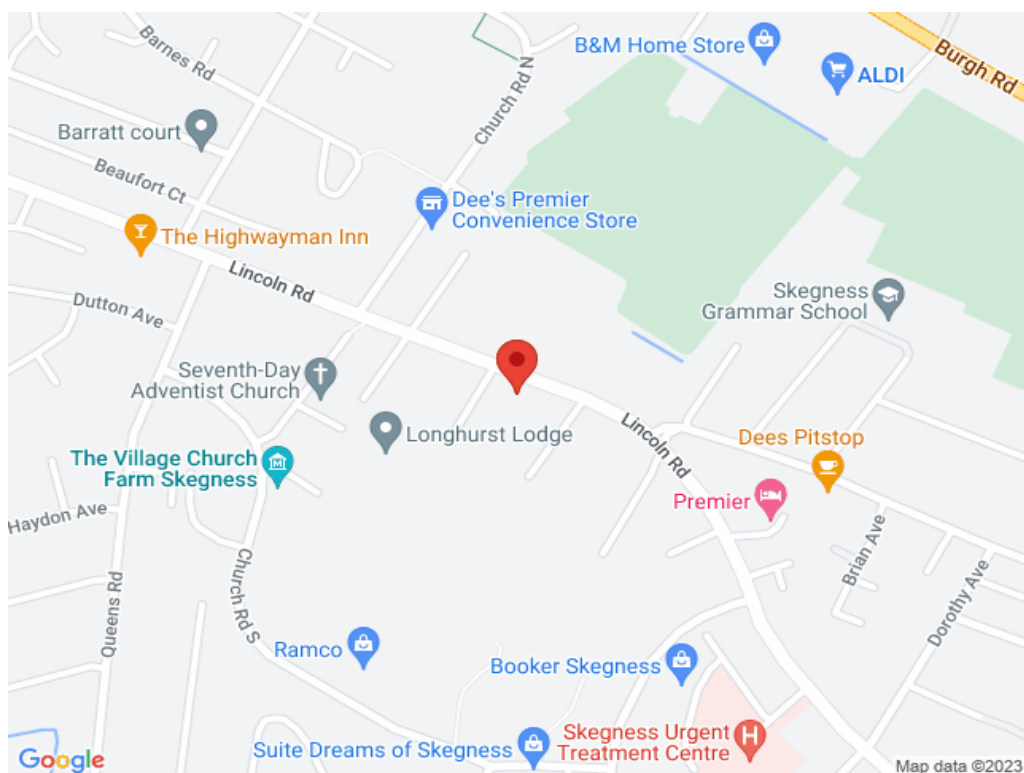 Barnes Rd
Church Rd N
B&M Home Store
Burgh Rd
ALDI
Barratt court
Beaufort Ct
Dee's Premier
Convenience Store
The Highwayman Inn
Lincoln Rd
Skegness
Grammar School
Dutton Ave
Seventh-Day
Adventist Church
Longhurst Lodge
Lincoln Rd
Dees Pitstop
The Village Church
Farm Skegness
Premier
Haydon Ave
Brian Ave
Dorothy Ave
Queens Rd
Church Rd S
Ramco
Booker Skegness
Skegness Urgent
Treatment Centre
H
Suite Dreams of Skegness
Google
Map data ©2023